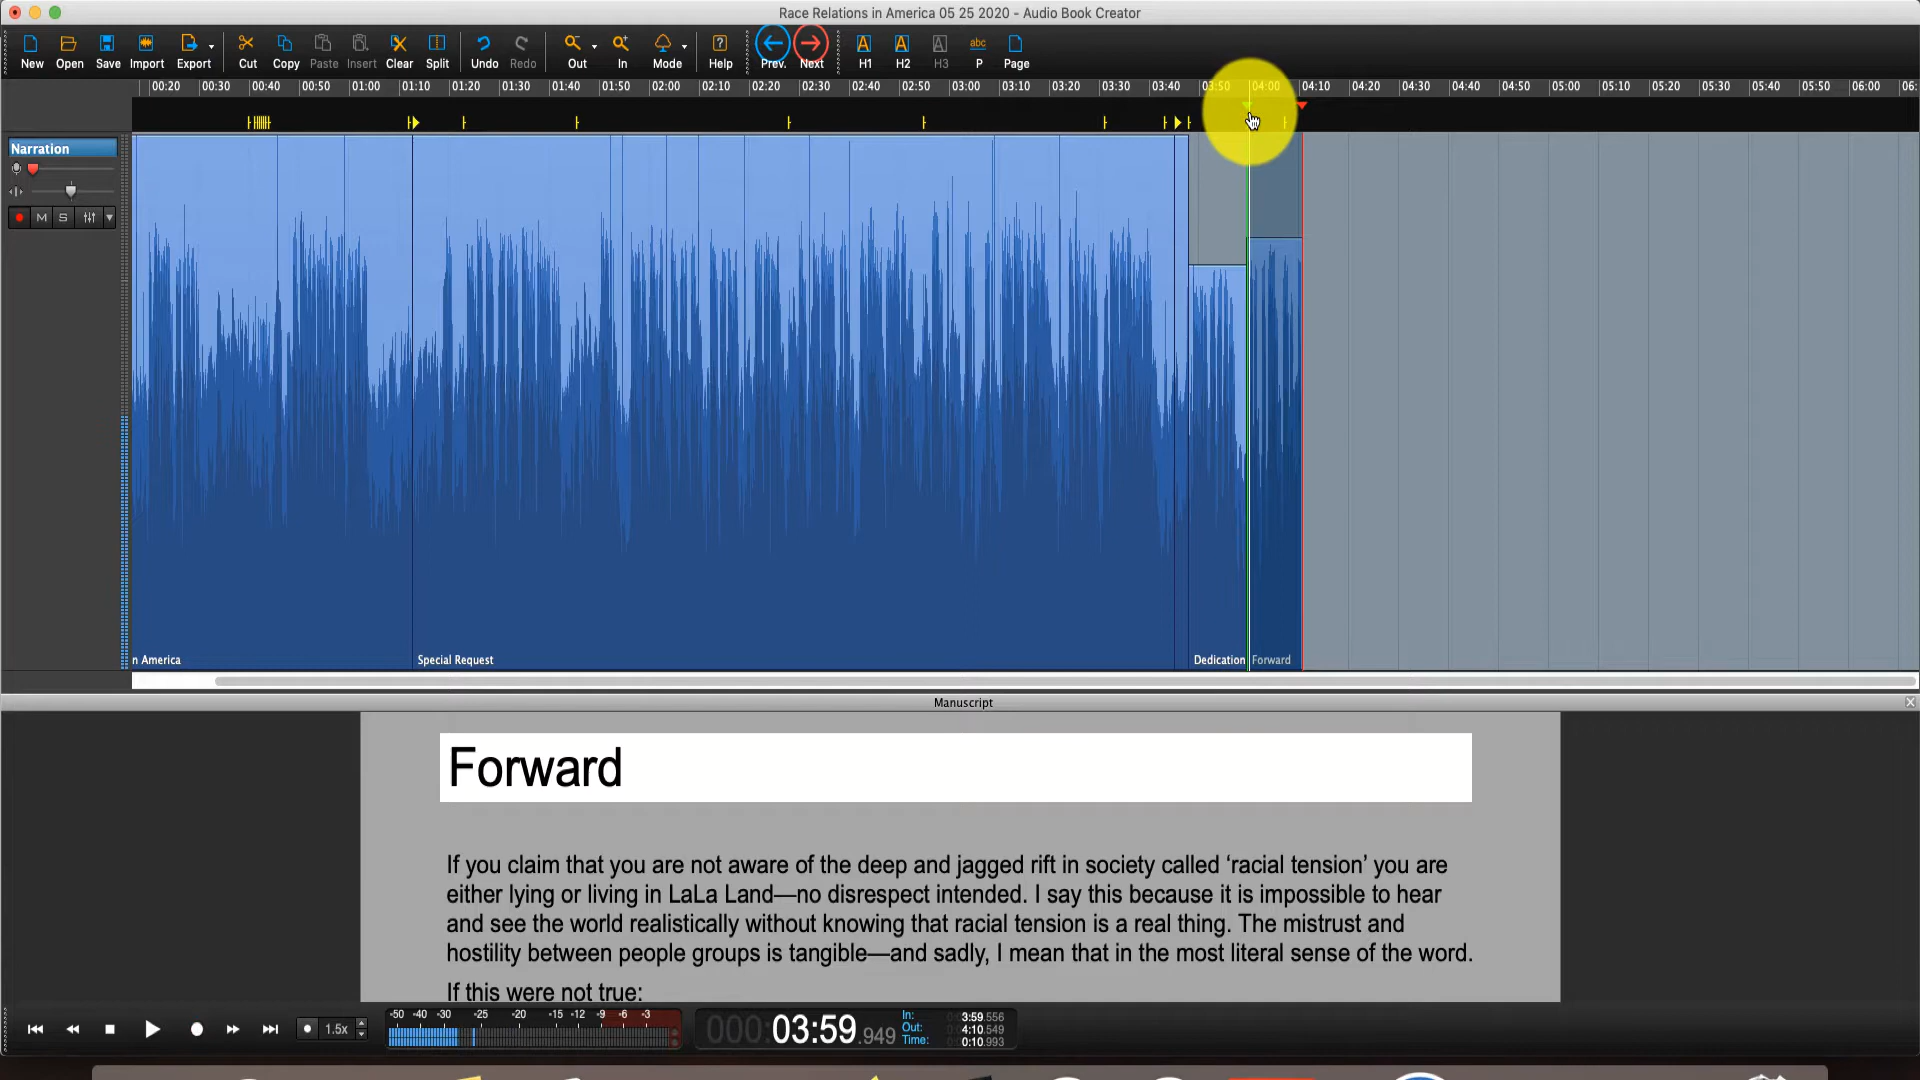 Race Relations in America 05 25 2020 - Audio Book Creator
New Open Save Import Export Cut Copy Paste Insert Clear Split Undo Redo Out In Mode Help Prev. Next H1 H2 H3 P Page
00:20 00:30 00:40 00:50 01:00 01:10 01:20 01:30 01:40 01:50 02:00 02:10 02:20 02:30 02:40 02:50 03:00 03:10 03:20 03:30 03:40 03:50 04:00 04:10 04:20 04:30 04:40 04:50 05:00 05:10 05:20 05:30 05:40 05:50 06:00 06:
Narration
M S
n America Special Request Dedication Forward
Manuscript
Forward
If you claim that you are not aware of the deep and jagged rift in society called ‘racial tension’ you are
either lying or living in LaLa Land—no disrespect intended. I say this because it is impossible to hear
and see the world realistically without knowing that racial tension is a real thing. The mistrust and
hostility between people groups is tangible—and sadly, I mean that in the most literal sense of the word.
If this were not true:
1.5x
-50 -40 -30 -25 -20 -15 -12 -9 -6 -3
000:03:59.949
In: 0:03:59.556
Out: 0:04:10.549
Time: 0:00:10.993